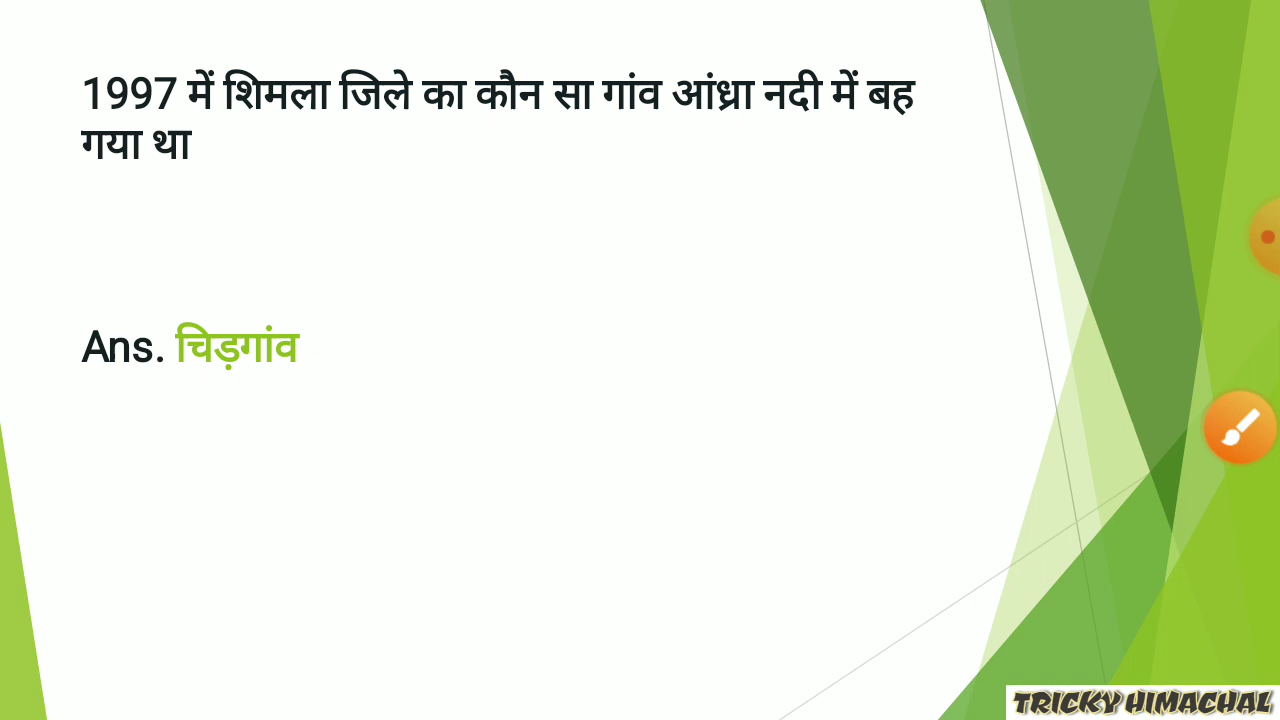 1997 में शिमला जिले का कौन सा गांव आंध्रा नदी में बह
गया था
Ans. चिड़गांव
TRICKY HIMACHAL